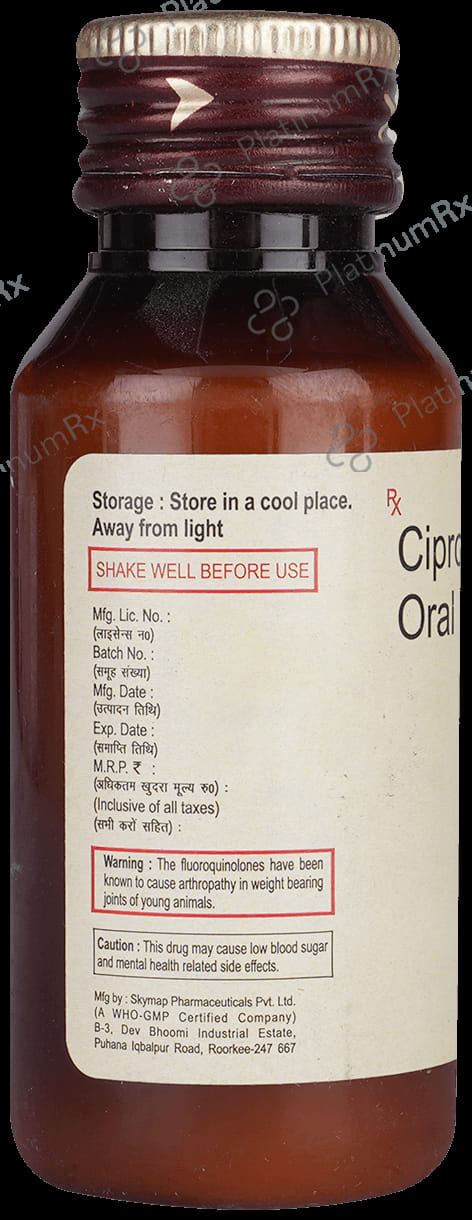 PlatinumRx
PlatinumRx
PlatinumRx
Storage : Store in a cool place.
Away from light
SHAKE WELL BEFORE USE
Mfg. Lic. No. :
(लाइसेन्स न०)
Batch No. :
(समूह संख्या)
Mfg. Date :
(उत्पादन तिथि)
Exp. Date :
(समाप्ति तिथि)
M.R.P. ₹ :
(अधिकतम खुदरा मूल्य रु०) :
(Inclusive of all taxes)
(सभी करों सहित) :
Warning : The fluoroquinolones have been
known to cause arthropathy in weight bearing
joints of young animals.
Caution : This drug may cause low blood sugar
and mental health related side effects.
Mfg by : Skymap Pharmaceuticals Pvt. Ltd.
(A WHO-GMP Certified Company)
B-3, Dev Bhoomi Industrial Estate,
Puhana Iqbalpur Road, Roorkee-247 667
Rx
Oral